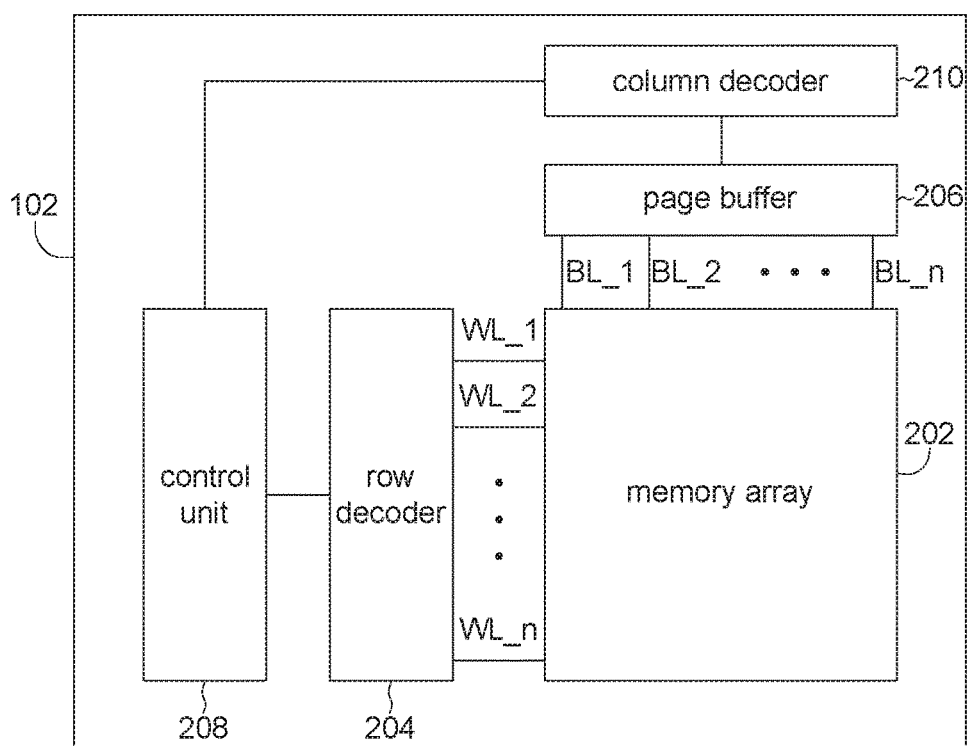 column decoder
210
page buffer
206
102
BL_1 BL_2 • • • BL_n
WL_1
WL_2
202
control
unit
row
decoder
memory array
WL_n
208
204